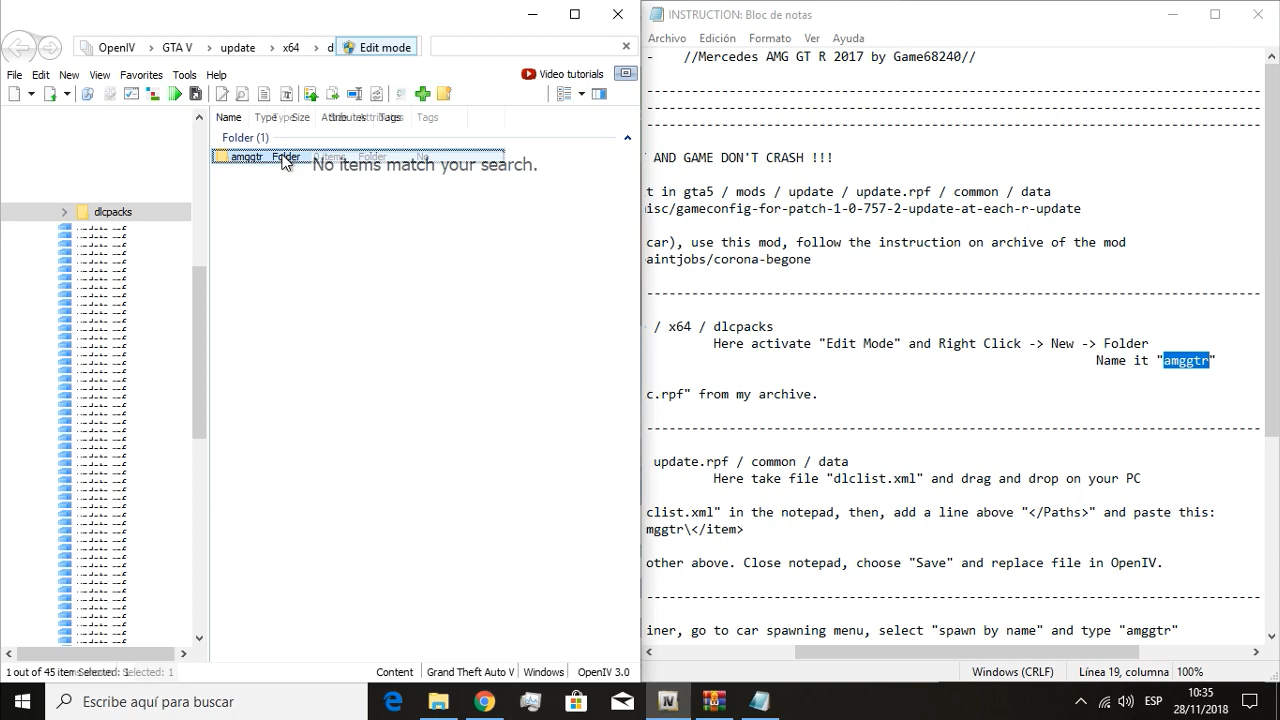 OpenIV GTA V update x64 d Edit mode
File Edit New View Favorites Tools Help Video tutorials
Name Type Size Attributes Tags
Folder (1)
amggtr Folder
No items match your search.
dlcpacks
1 out of 45 item Selected: 1
Content Grand Theft Auto V Windows OpenIV 3.0
INSTRUCTION: Bloc de notas
Archivo Edición Formato Ver Ayuda
- //Mercedes AMG GT R 2017 by Game68240//
AND GAME DON'T CRASH !!!
t in gta5 / mods / update / update.rpf / common / data
isc/gameconfig-for-patch-1-0-757-2-update-at-each-r-update
car), use this mod, follow the instruction on archive of the mod
aintjobs/corona-begone
/ x64 / dlcpacks
Here activate "Edit Mode" and Right Click -> New -> Folder
Name it "amggtr"
c.rpf" from my archive.
update.rpf / common / data
Here take file "dlclist.xml" and drag and drop on your PC
clist.xml" in the notepad, then, add a line above "</Paths>" and paste this:
mggtr\</item>
other above. Close notepad, choose "Save" and replace file in OpenIV.
iner, go to car spawning menu, select "spawn by name" and type "amggtr"
Windows (CRLF) Línea 19, columna 100%
Escribe aquí para buscar
ESP
10:35
28/11/2018